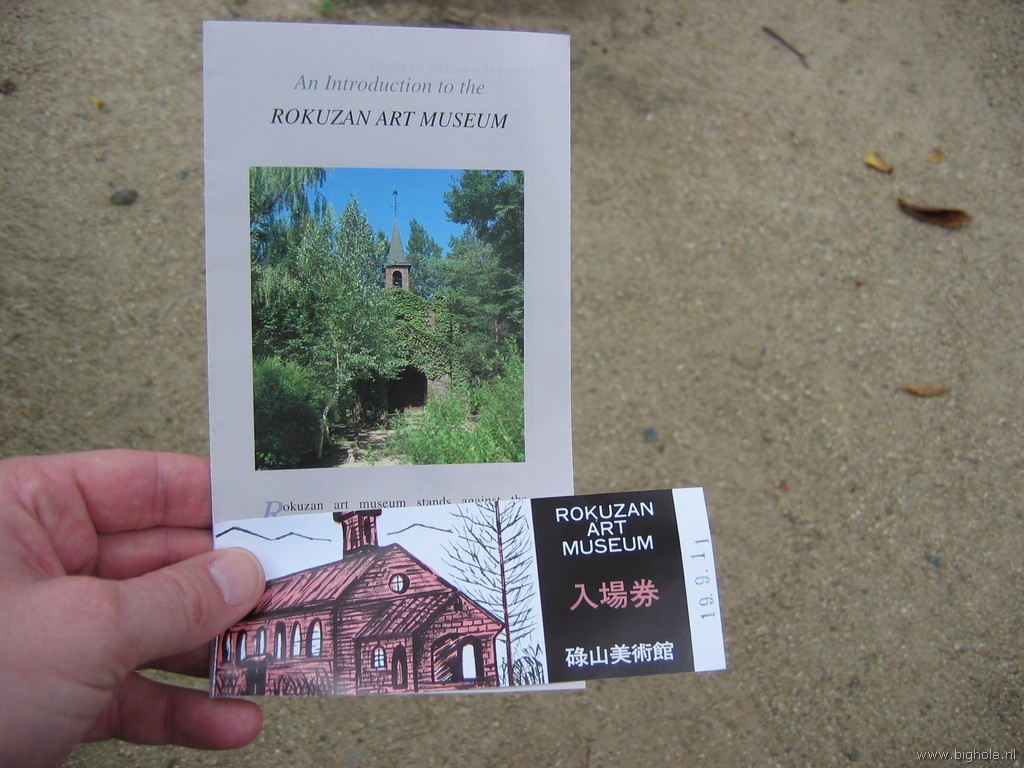 An Introduction to the
ROKUZAN ART MUSEUM
Rokuzan art museum stands against the
ROKUZAN
ART
MUSEUM
入場券
碌山美術館
19.9.11
www.bighole.nl